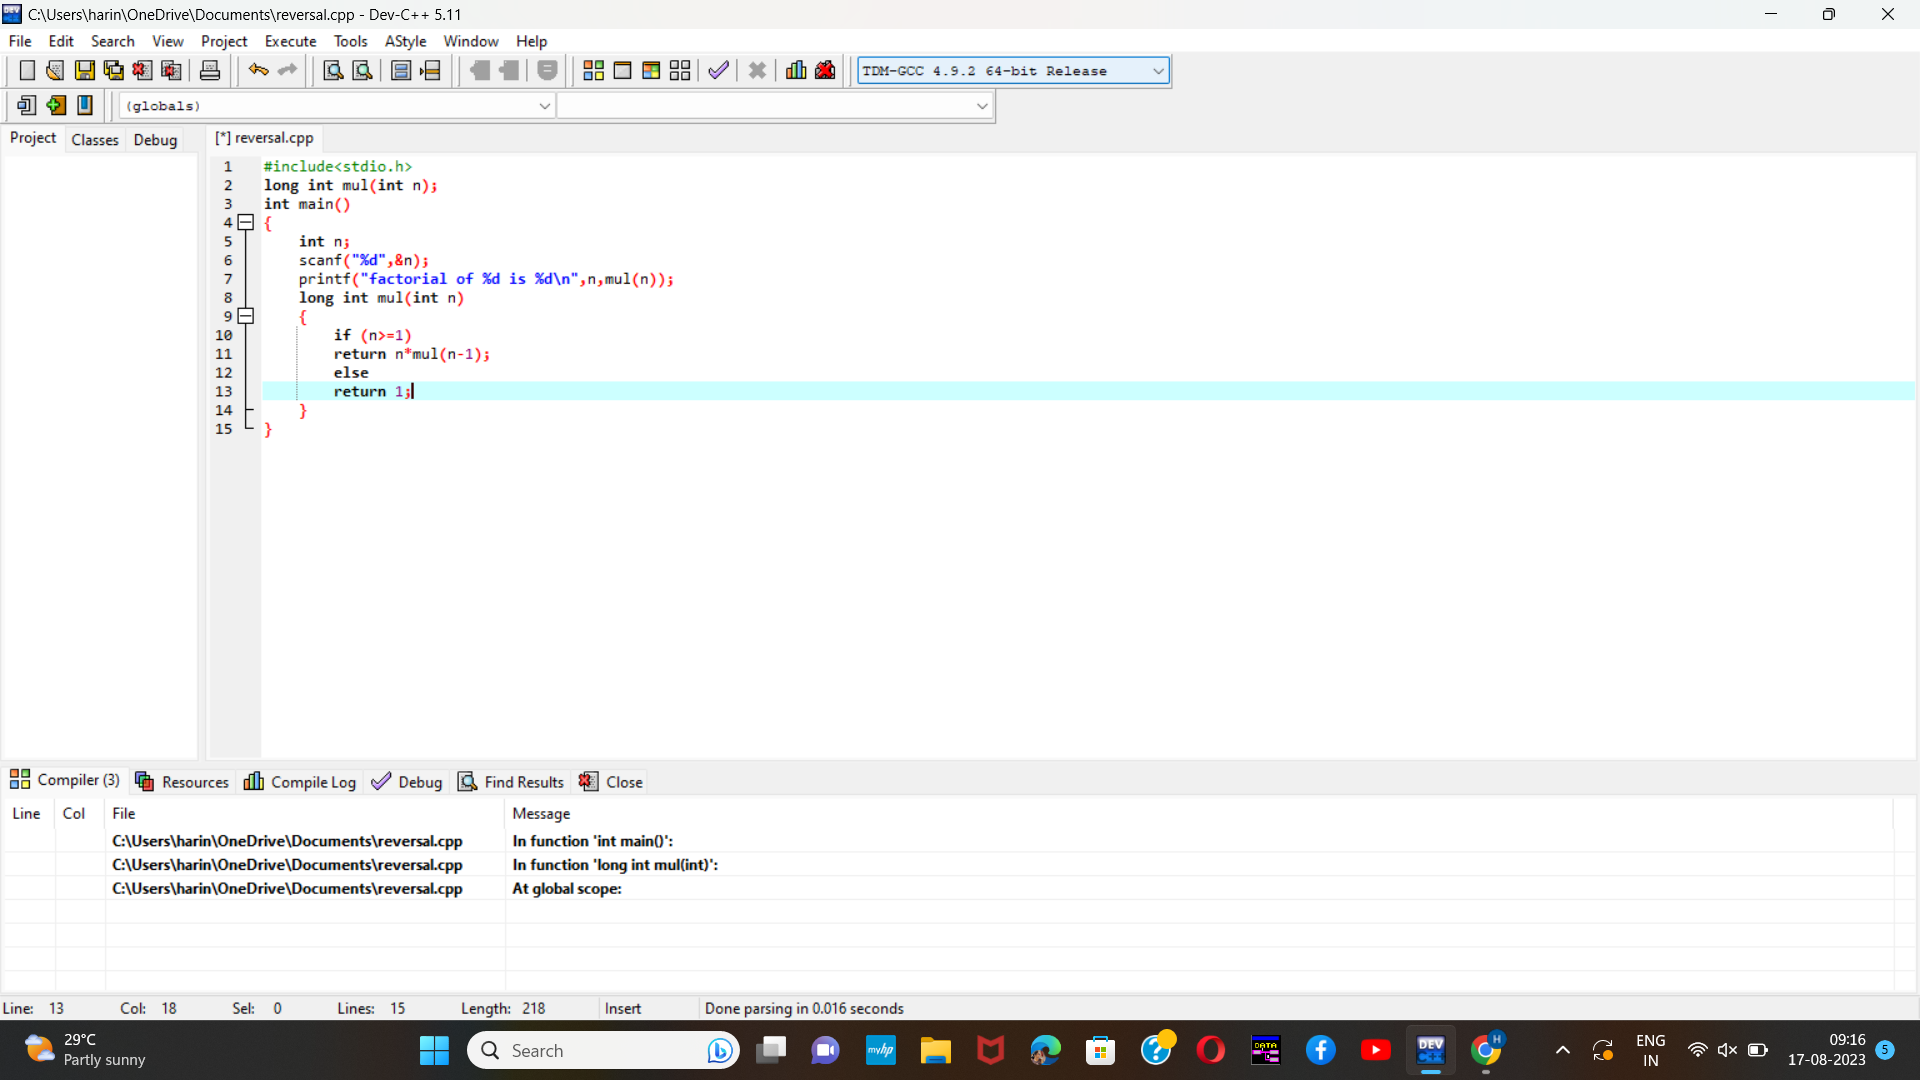 C:\Users\harin\OneDrive\Documents\reversal.cpp - Dev-C++ 5.11
File Edit Search View Project Execute Tools AStyle Window Help
TDM-GCC 4.9.2 64-bit Release
(globals)
Project Classes Debug [*] reversal.cpp
1 #include<stdio.h>
2 long int mul(int n);
3 int main()
4 {
5 int n;
6 scanf("%d",&n);
7 printf("factorial of %d is %d\n",n,mul(n));
8 long int mul(int n)
9 {
10 if (n>=1)
11 return n*mul(n-1);
12 else
13 return 1;
14 }
15 }
Compiler (3) Resources Compile Log Debug Find Results Close
Line Col File Message
C:\Users\harin\OneDrive\Documents\reversal.cpp In function 'int main()':
C:\Users\harin\OneDrive\Documents\reversal.cpp In function 'long int mul(int)':
C:\Users\harin\OneDrive\Documents\reversal.cpp At global scope:
Line: 13 Col: 18 Sel: 0 Lines: 15 Length: 218 Insert Done parsing in 0.016 seconds
29°C
Partly sunny
Search
myhp
DATA
DEV
C++
H
ENG
IN
09:16
17-08-2023
5